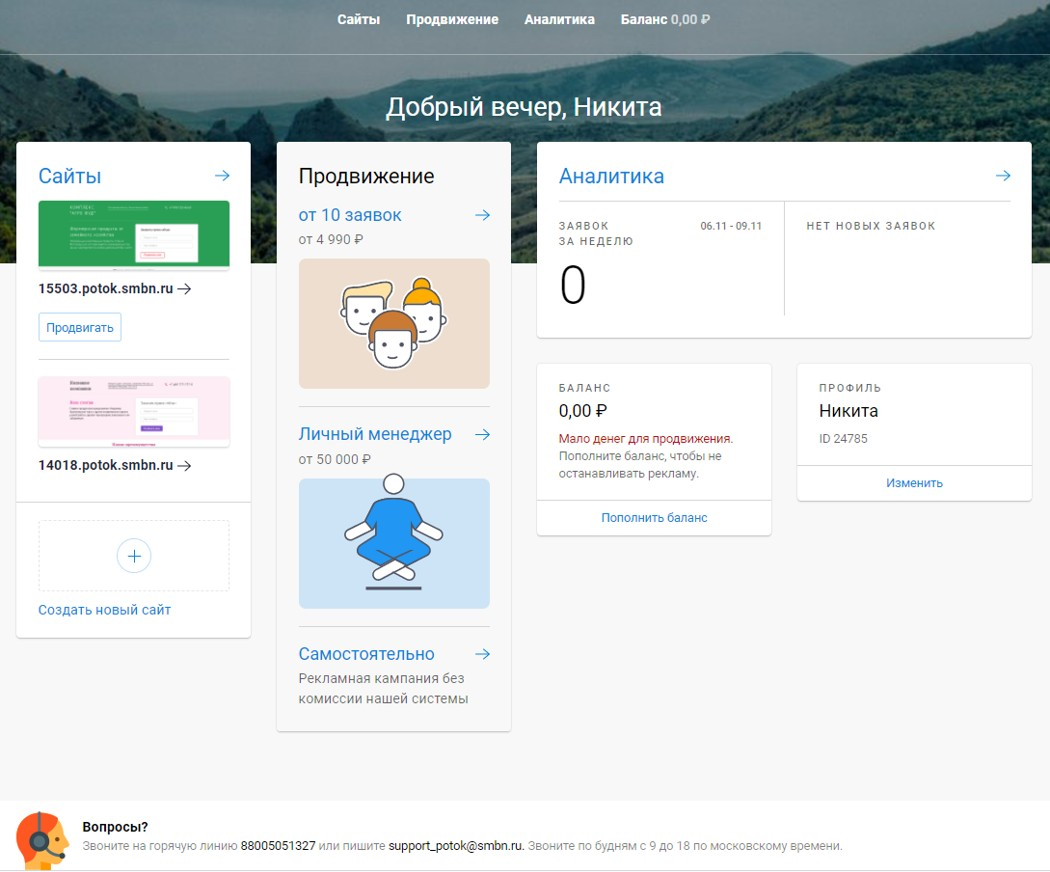 Сайты Продвижение Аналитика Баланс 0,00 ₽
Добрый вечер, Никита
Сайты
15503.potok.smbn.ru
Продвигать
14018.potok.smbn.ru
Создать новый сайт
Продвижение
от 10 заявок
от 4 990 ₽
Личный менеджер
от 50 000 ₽
Самостоятельно
Рекламная кампания без
комиссии нашей системы
Аналитика
ЗАЯВОК
ЗА НЕДЕЛЮ
06.11 - 09.11
0
НЕТ НОВЫХ ЗАЯВОК
БАЛАНС
0,00 ₽
Мало денег для продвижения.
Пополните баланс, чтобы не
останавливать рекламу.
Пополнить баланс
ПРОФИЛЬ
Никита
ID 24785
Изменить
Вопросы?
Звоните на горячую линию 88005051327 или пишите support_potok@smbn.ru. Звоните по будням с 9 до 18 по московскому времени.